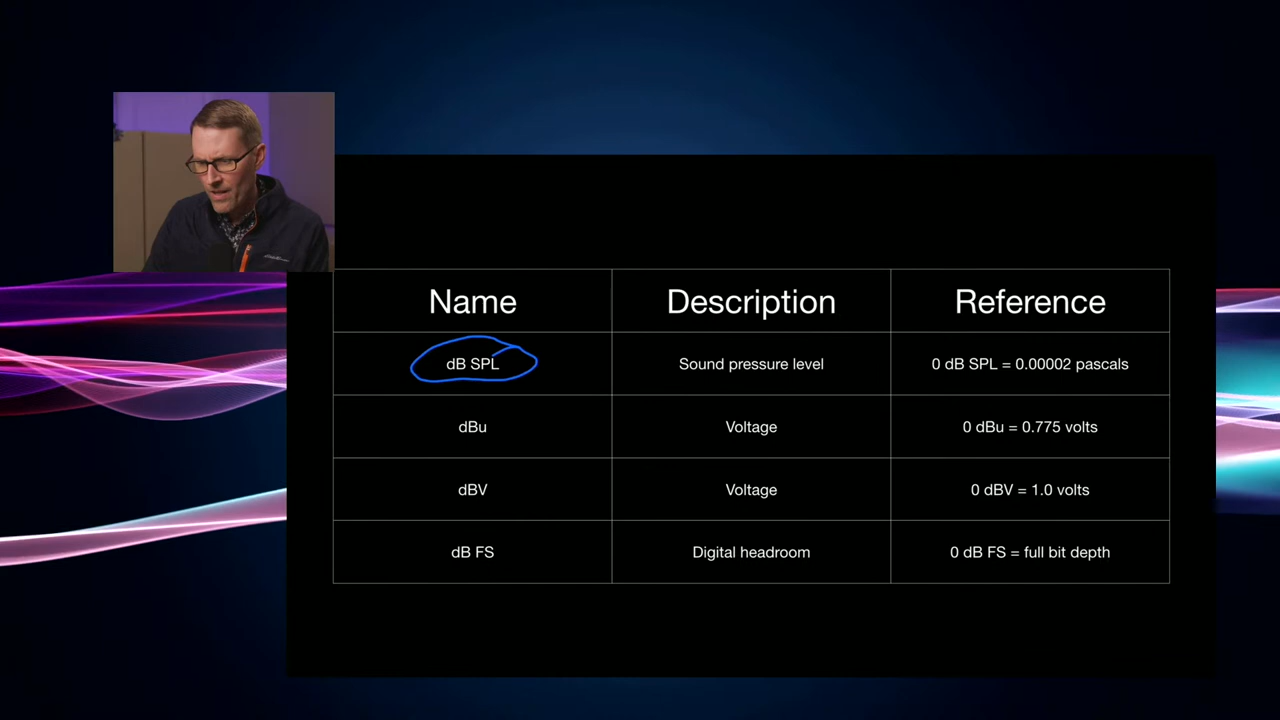 Name Description Reference
dB SPL Sound pressure level 0 dB SPL = 0.00002 pascals
dBu Voltage 0 dBu = 0.775 volts
dBV Voltage 0 dBV = 1.0 volts
dB FS Digital headroom 0 dB FS = full bit depth